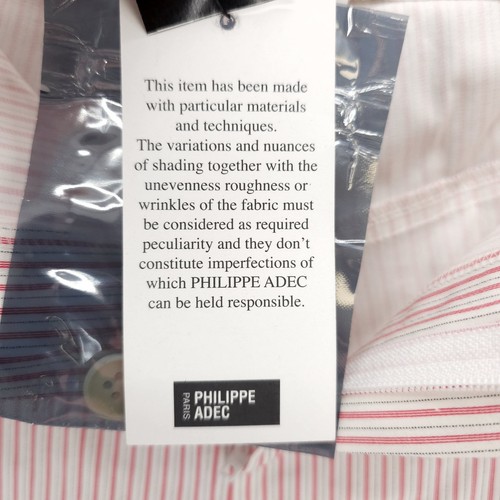 This item has been made
with particular materials
and techniques.
The variations and nuances
of shading together with the
unevenness roughness or
wrinkles of the fabric must
be considered as required
peculiarity and they don't
constitute imperfections of
which PHILIPPE ADEC
can be held responsible.
PARIS
PHILIPPE
ADEC